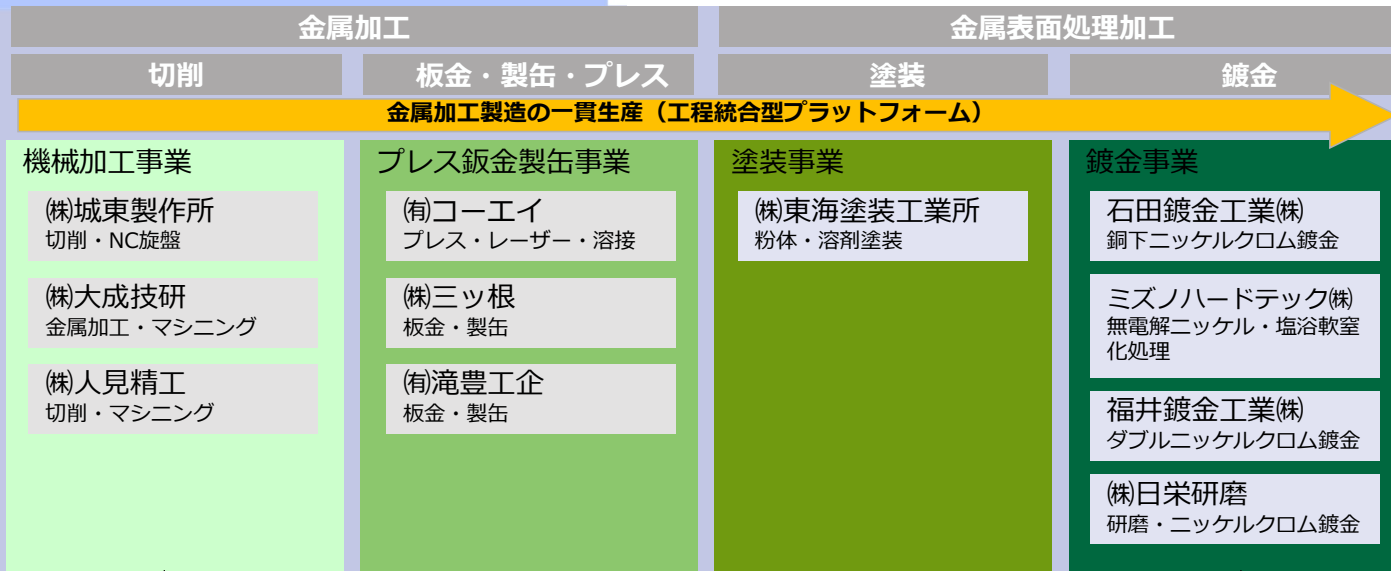 金属加工
金属表面処理加工
切削
板金・製缶・プレス
塗装
鍍金
金属加工製造の一貫生産（工程統合型プラットフォーム）
機械加工事業
㈱城東製作所
切削・NC旋盤
㈱大成技研
金属加工・マシニング
㈱人見精工
切削・マシニング
プレス鈑金製缶事業
㈲コーエイ
プレス・レーザー・溶接
㈱三ッ根
板金・製缶
㈲滝豊工企
板金・製缶
塗装事業
㈱東海塗装工業所
粉体・溶剤塗装
鍍金事業
石田鍍金工業㈱
銅下ニッケルクロム鍍金
ミズノハードテック㈱
無電解ニッケル・塩浴軟窒
化処理
福井鍍金工業㈱
ダブルニッケルクロム鍍金
㈱日栄研磨
研磨・ニッケルクロム鍍金